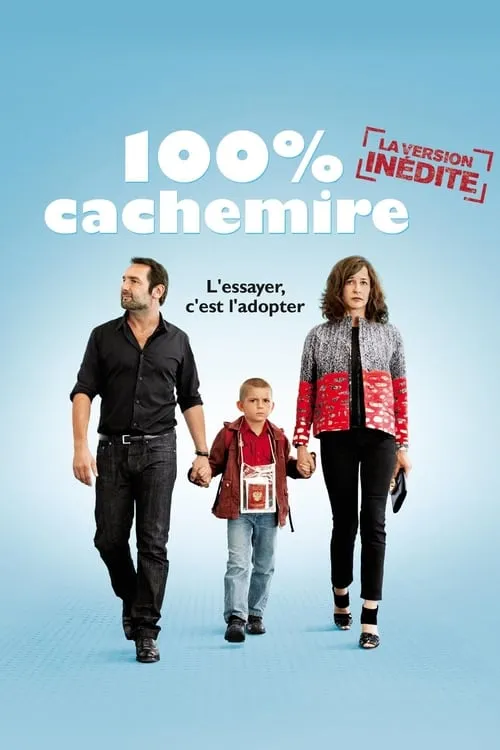 100%
cachemire
LA VERSION
INÉDITE
L'essayer,
c'est l'adopter